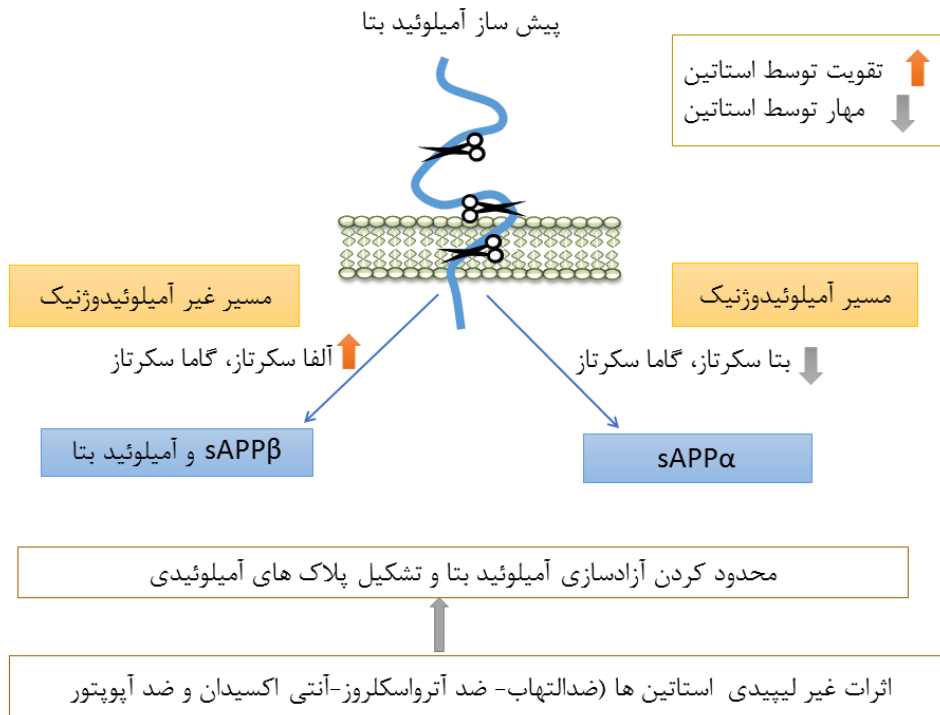 پیش ساز آمیلوئید بتا
تقویت توسط استاتین
مهار توسط استاتین
مسیر آمیلوئیدوژنیک
مسیر غیر آمیلوئیدوژنیک
بتا سکرتاز، گاما سکرتاز
آلفا سکرتاز، گاما سکرتاز
sAPPα
sAPPβ و آمیلوئید بتا
محدود کردن آزادسازی آمیلوئید بتا و تشکیل پلاک های آمیلوئیدی
اثرات غیر لیپیدی استاتین ها (ضدالتهاب- ضد آترواسکلروز-آنتی اکسیدان و ضد آپوپتور